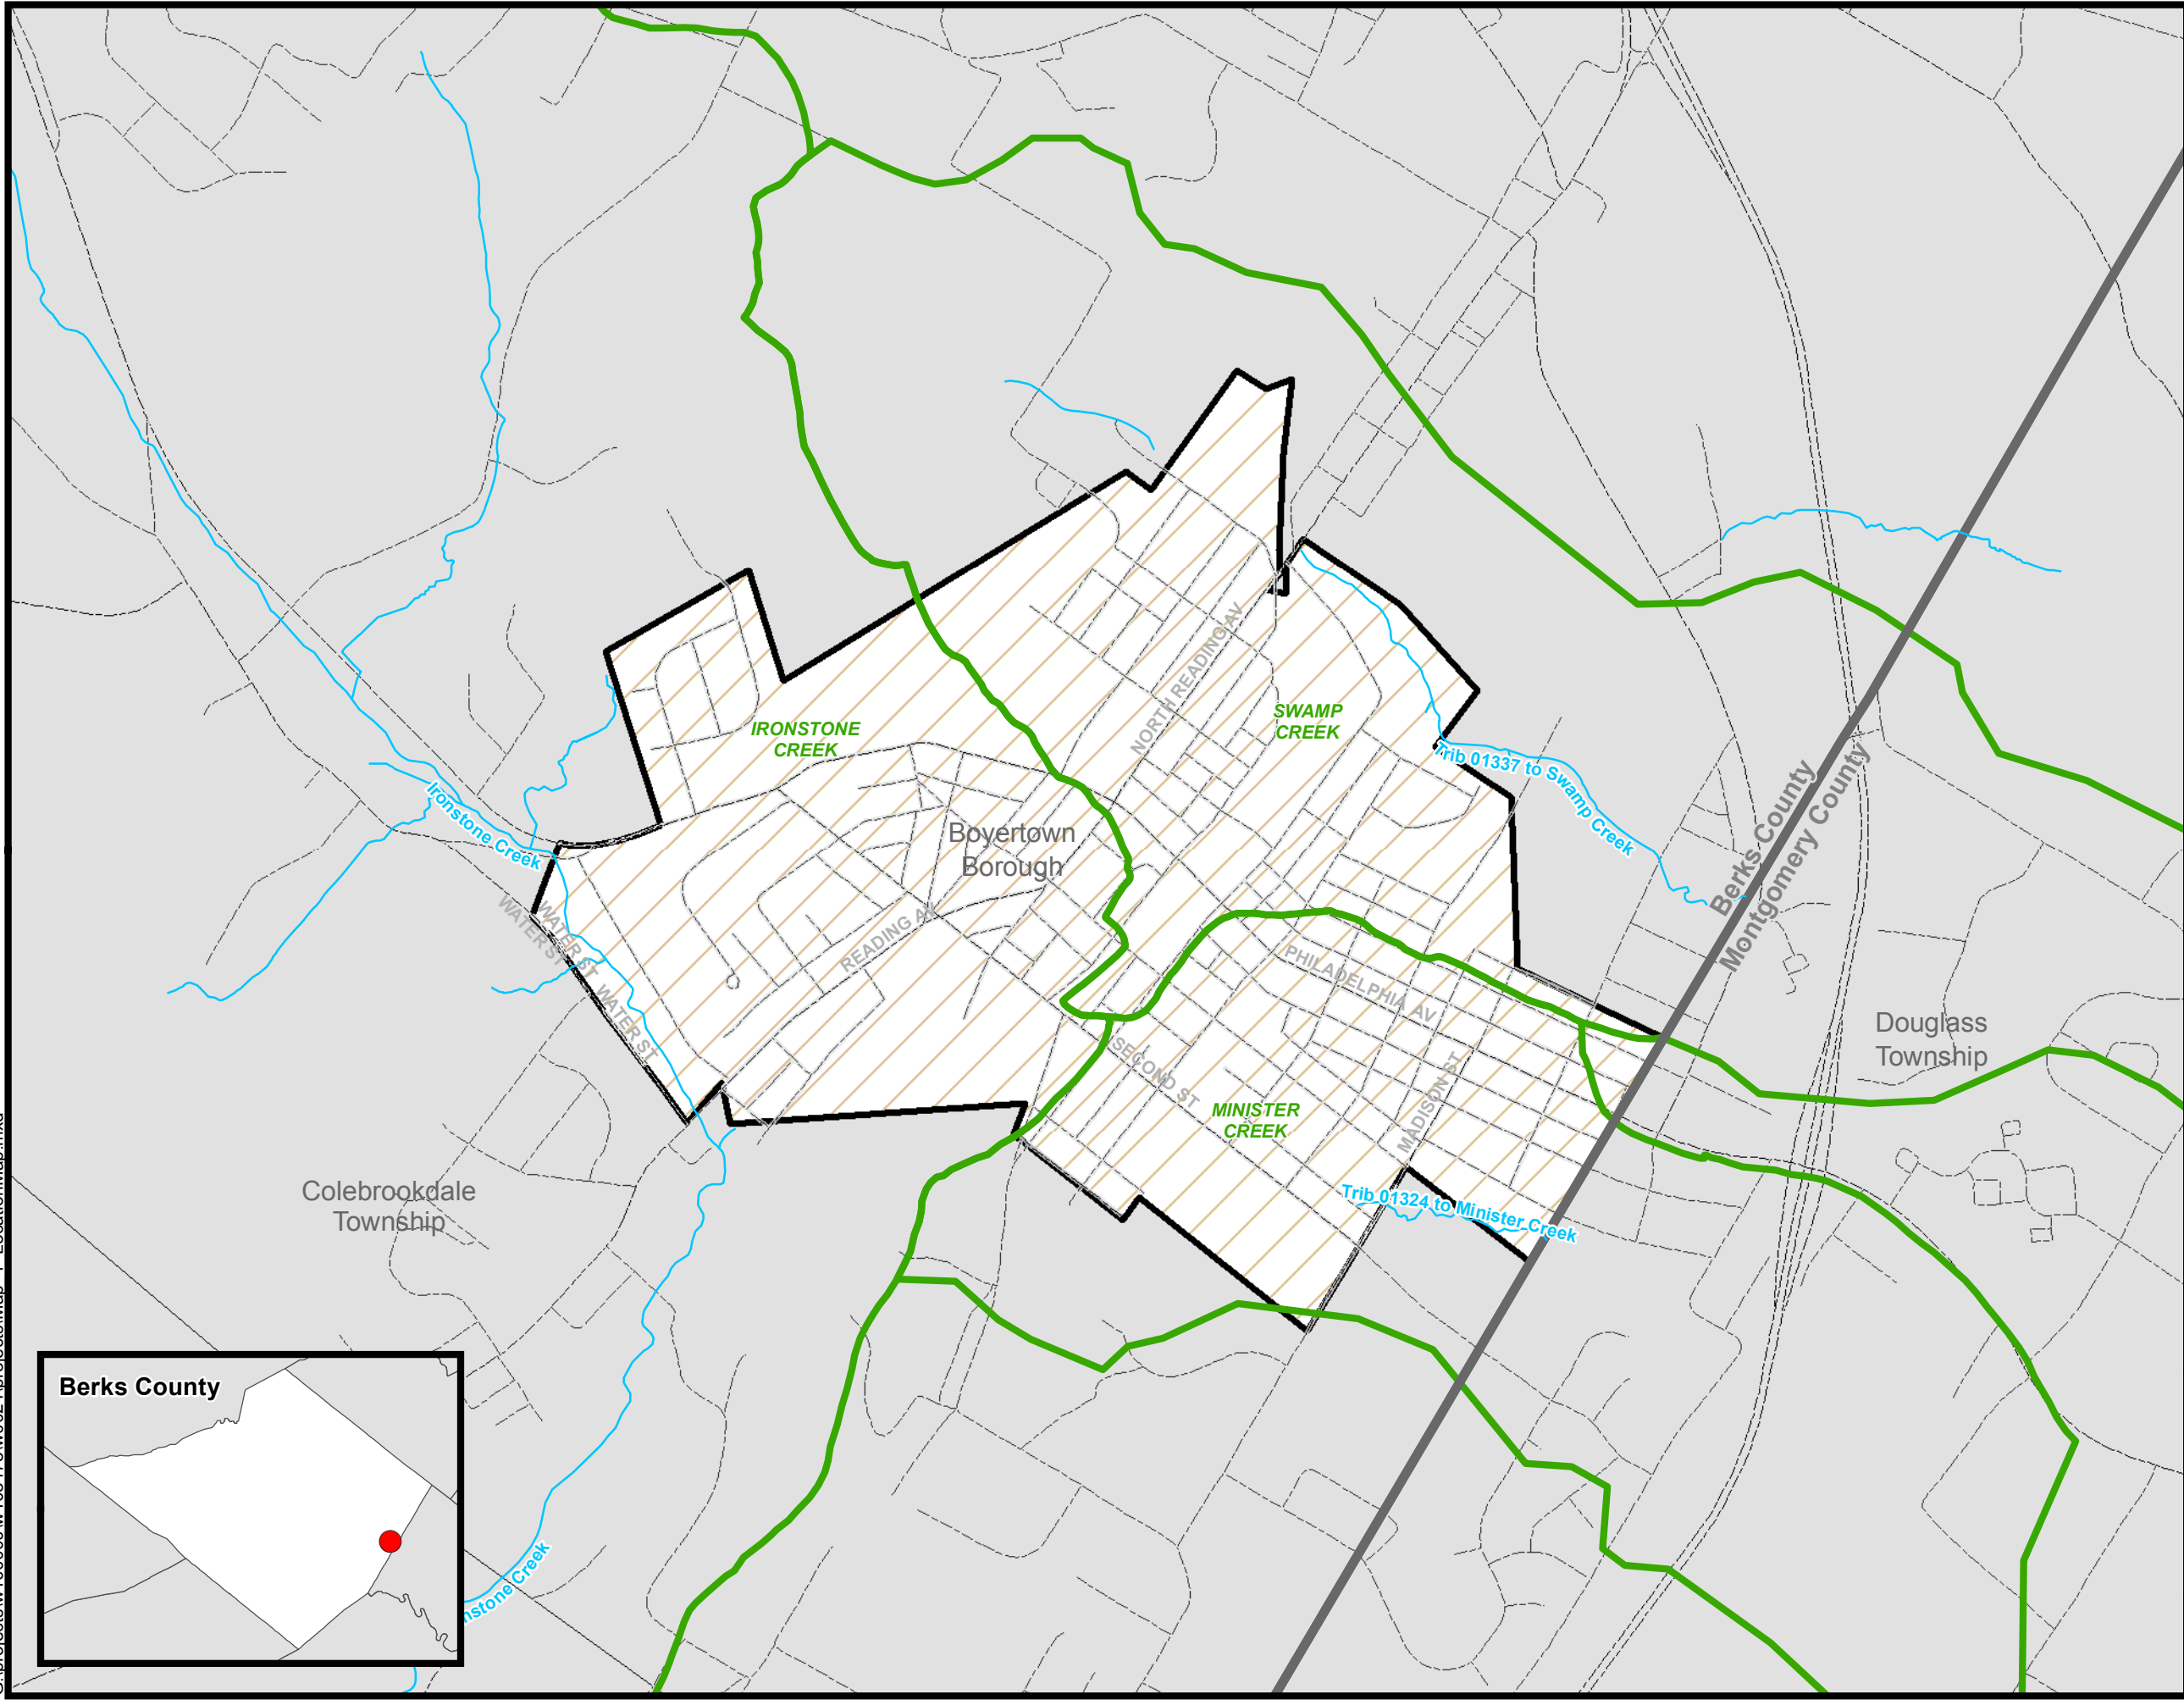 NORTH READING AV
IRONSTONE
CREEK
SWAMP
CREEK
Trib 01337 to Swamp Creek
Berks County
Montgomery County
Ironstone Creek
Boyertown
Borough
WATER ST
WATER ST
WATER ST
READING AV
PHILADELPHIA AV
Douglass
Township
SECOND ST
MADISON ST
MINISTER
CREEK
Colebrookdale
Township
Trib 01324 to Minister Creek
Berks County
nstone Creek